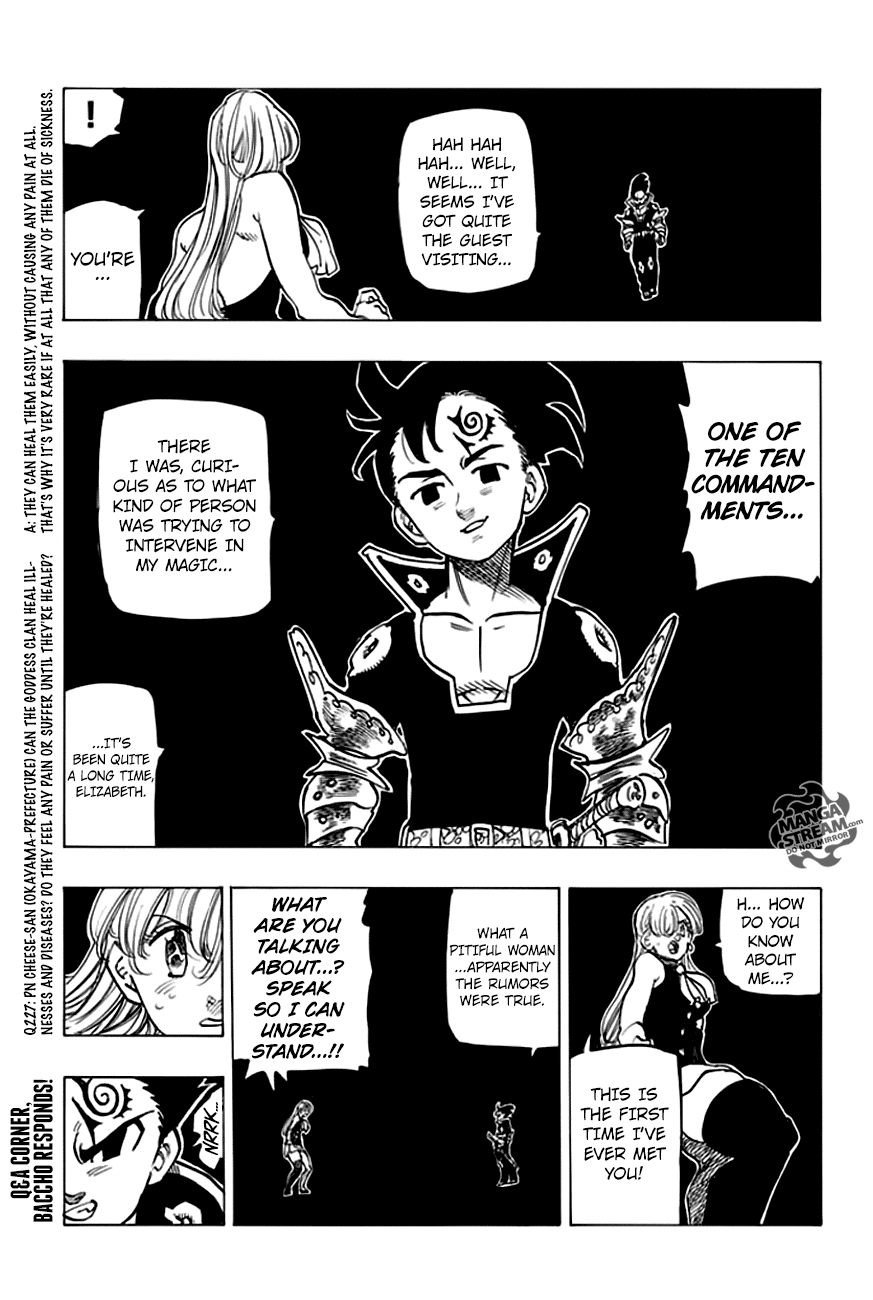 !
HAH HAH
HAH... WELL,
WELL... IT
SEEMS I'VE
GOT QUITE
THE GUEST
VISITING...
YOU'RE
...
ONE OF
THE TEN
COMMAND-
MENTS...
THERE
I WAS, CURI-
OUS AS TO WHAT
KIND OF PERSON
WAS TRYING TO
INTERVENE IN
MY MAGIC...
...IT'S
BEEN QUITE
A LONG TIME,
ELIZABETH.
MANGA
STREAM.com
DO NOT MIRROR
H... HOW
DO YOU
KNOW
ABOUT
ME...?
THIS IS
THE FIRST
TIME I'VE
EVER MET
YOU!
WHAT A
PITIFUL WOMAN
...APPARENTLY
THE RUMORS
WERE TRUE.
WHAT
ARE YOU
TALKING
ABOUT...?
SPEAK
SO I CAN
UNDER-
STAND...!!
NRRK...
Q&A CORNER,
BACCHO RESPONDS!
Q227: PN CHEESE-SAN (OKAYAMA-PREFECTURE) CAN THE GODDESS CLAN HEAL ILL-
NESSES AND DISEASES? DO THEY FEEL ANY PAIN OR SUFFER UNTIL THEY'RE HEALED?
A: THEY CAN HEAL THEM EASILY, WITHOUT CAUSING ANY PAIN AT ALL.
THAT'S WHY IT'S VERY RARE IF AT ALL THAT ANY OF THEM DIE OF SICKNESS.